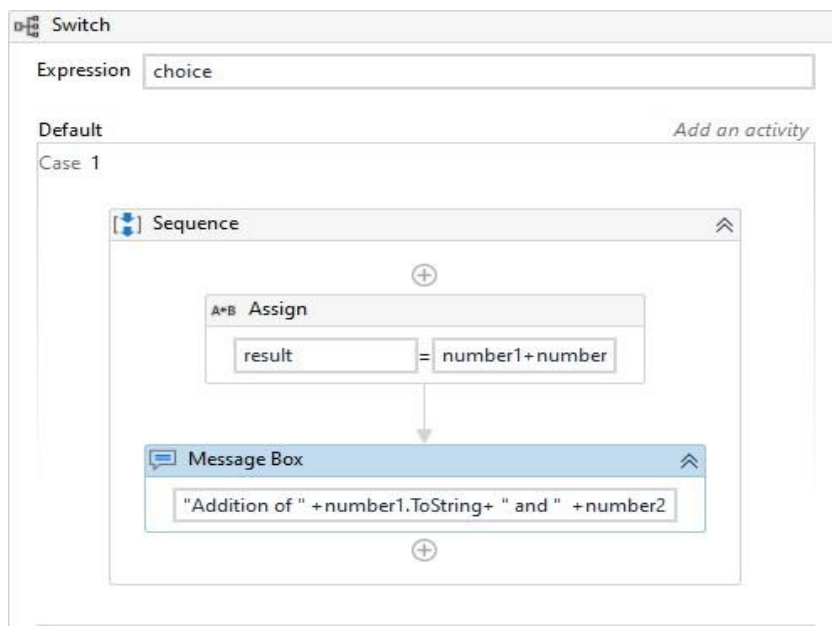 Switch
Expression choice
Default Add an activity
Case 1
Sequence
A+B Assign
result = number1+number
Message Box
"Addition of " +number1.ToString+ " and " +number2